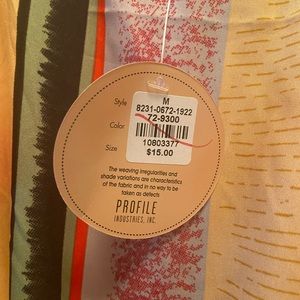 Style
M
8231-0672-1922
72-9300
Color
10803377
Size
$15.00
The weaving irregularities and
shade variations are characteristics
of the fabric and in no way to be
taken as defects
PROFILE
INDUSTRIES, INC.